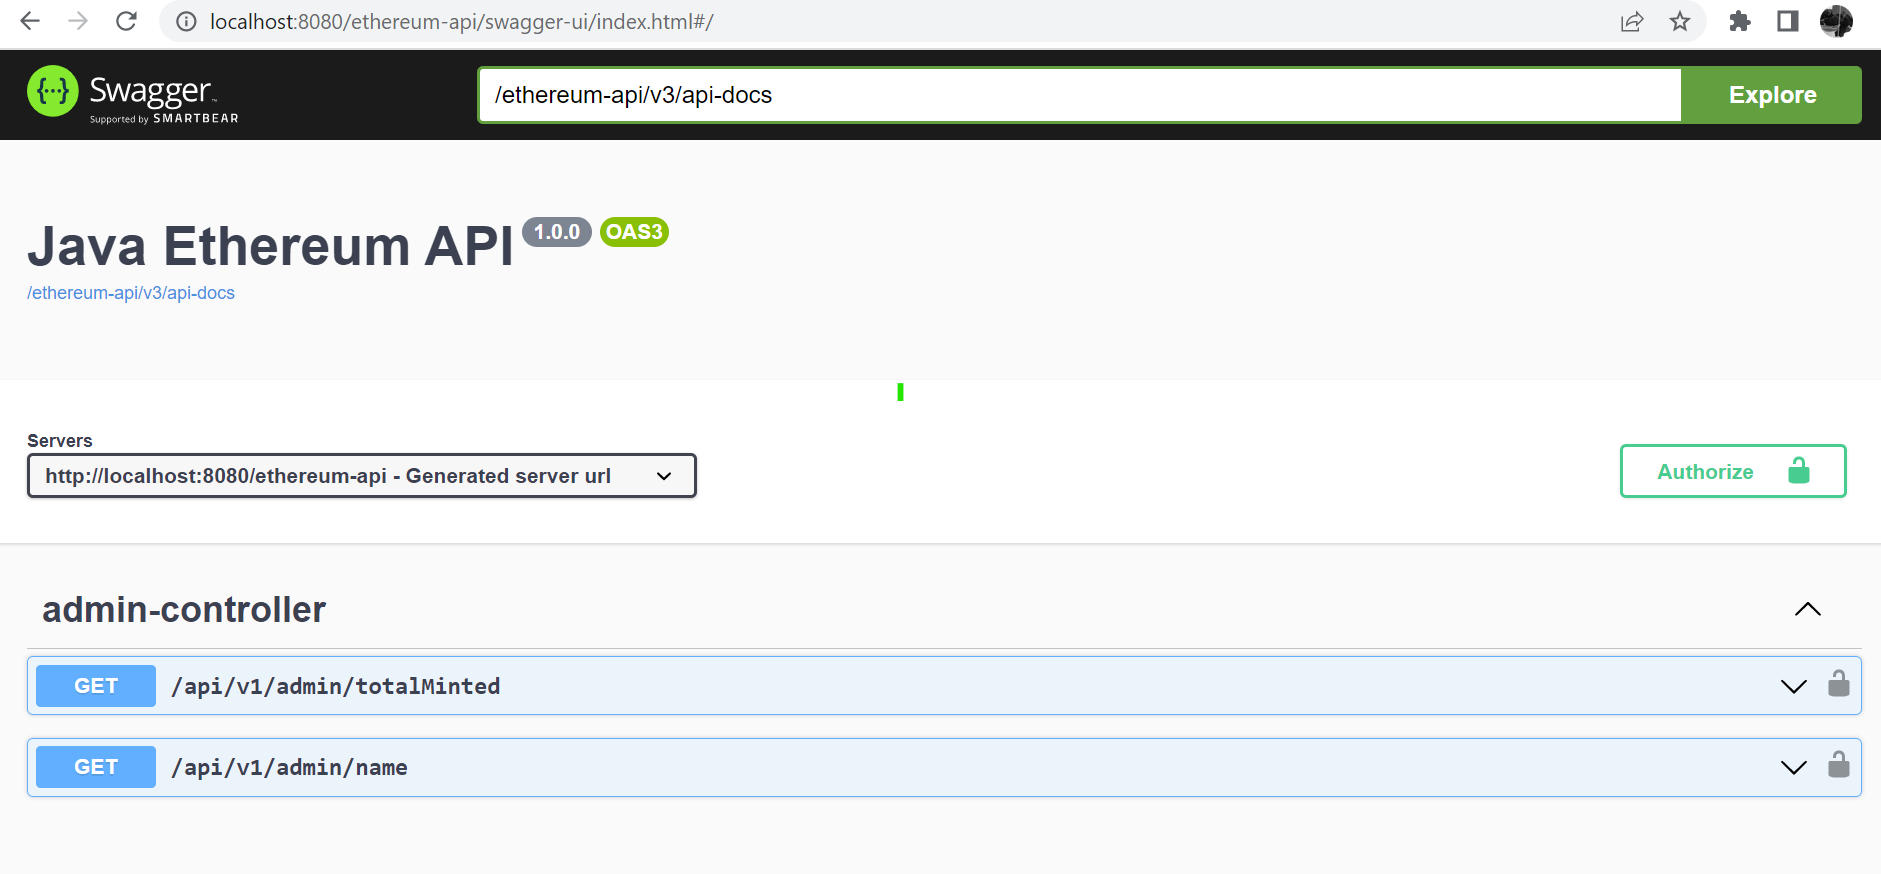 localhost:8080/ethereum-api/swagger-ui/index.html#/
{···} Swagger™
Supported by SMARTBEAR
/ethereum-api/v3/api-docs
Explore
Java Ethereum API 1.0.0 OAS3
/ethereum-api/v3/api-docs
Servers
http://localhost:8080/ethereum-api - Generated server url
Authorize
admin-controller
GET /api/v1/admin/totalMinted
GET /api/v1/admin/name